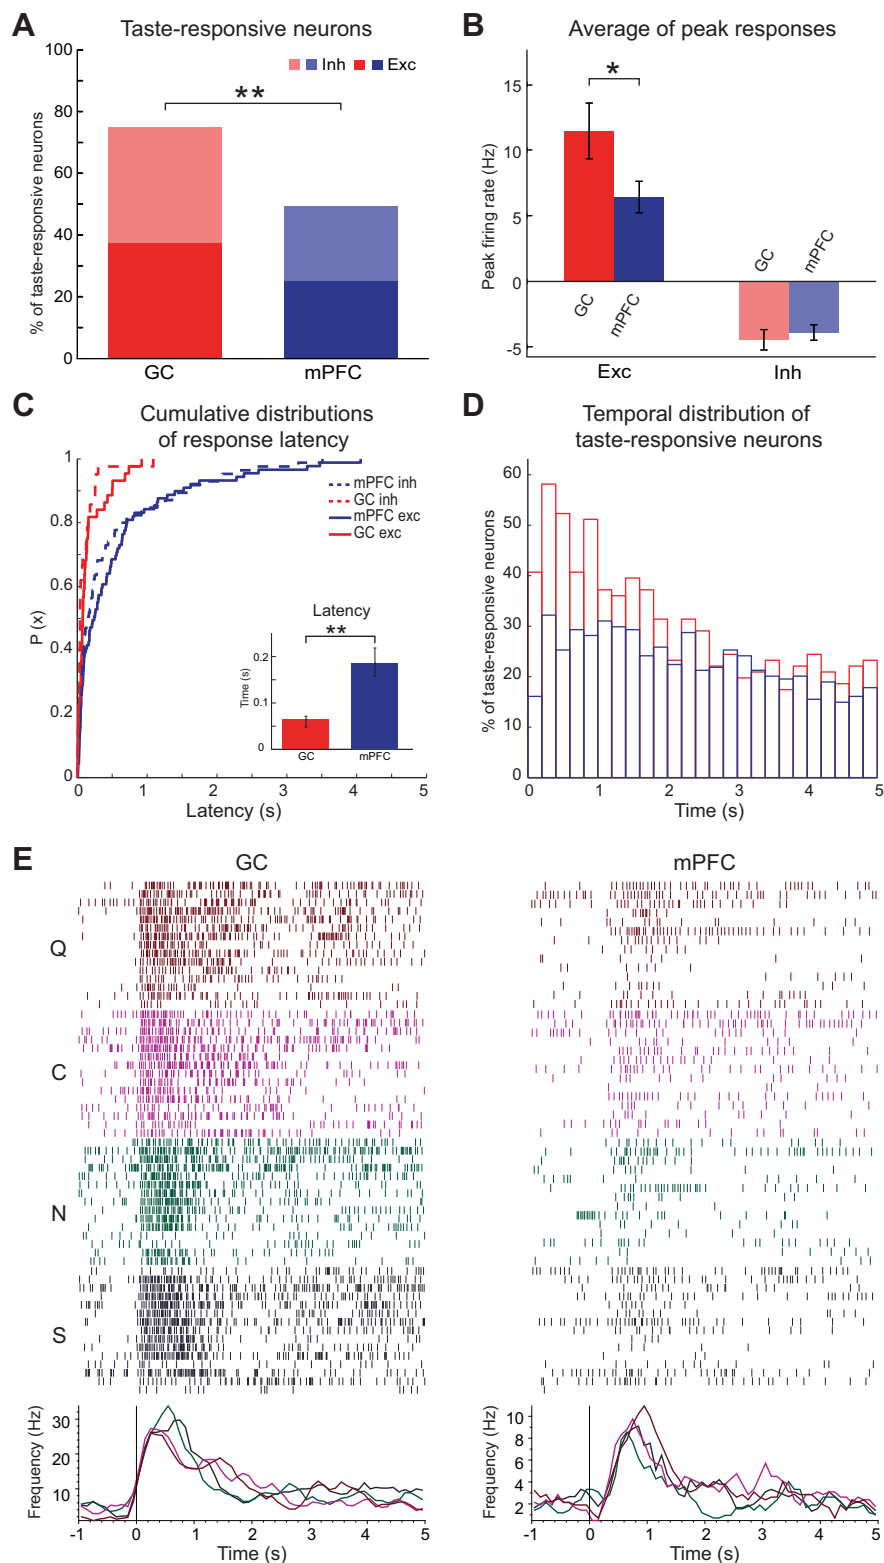 A
Taste-responsive neurons
% of taste-responsive neurons
100
80
60
40
20
0
Inh
Exc
**
GC
mPFC
B
Average of peak responses
Peak firing rate (Hz)
15
10
5
0
-5
*
GC
mPFC
GC
mPFC
Exc
Inh
C
Cumulative distributions
of response latency
P (x)
1
0.8
0.6
0.4
0.2
0
mPFC inh
GC inh
mPFC exc
GC exc
Latency
**
Time (s)
0.2
0.1
0
GC
mPFC
0
1
2
3
4
5
Latency (s)
D
Temporal distribution of
taste-responsive neurons
% of taste-responsive neurons
60
50
40
30
20
10
0
0
1
2
3
4
5
Time (s)
E
GC
mPFC
Q
C
N
S
Frequency (Hz)
30
20
10
-1
0
1
2
3
4
5
Time (s)
Frequency (Hz)
10
8
6
4
2
-1
0
1
2
3
4
5
Time (s)